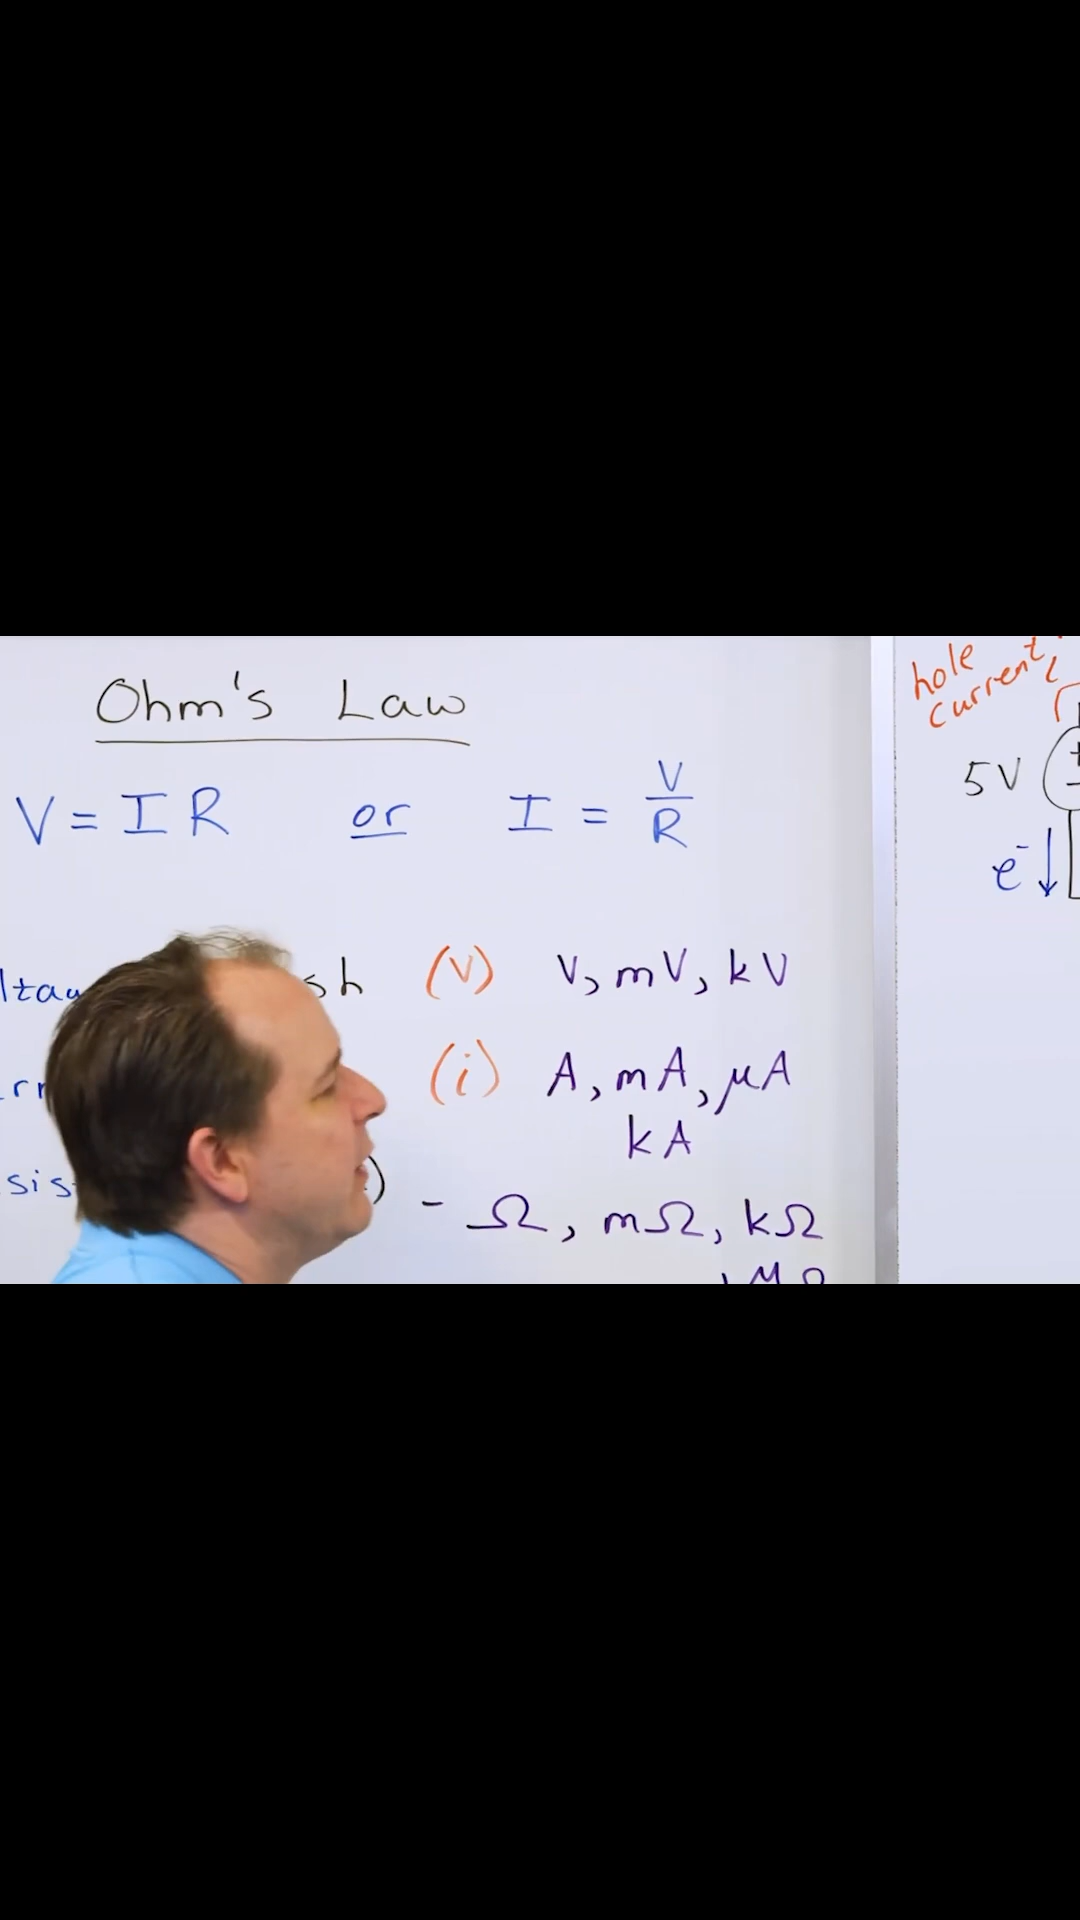 Ohm's Law
V = I R or I = V/R
(V) V, mV, kV
(i) A, mA, μA
kA
- Ω, mΩ, kΩ
hole
current
i
5V
+
-
e⁻ ↓